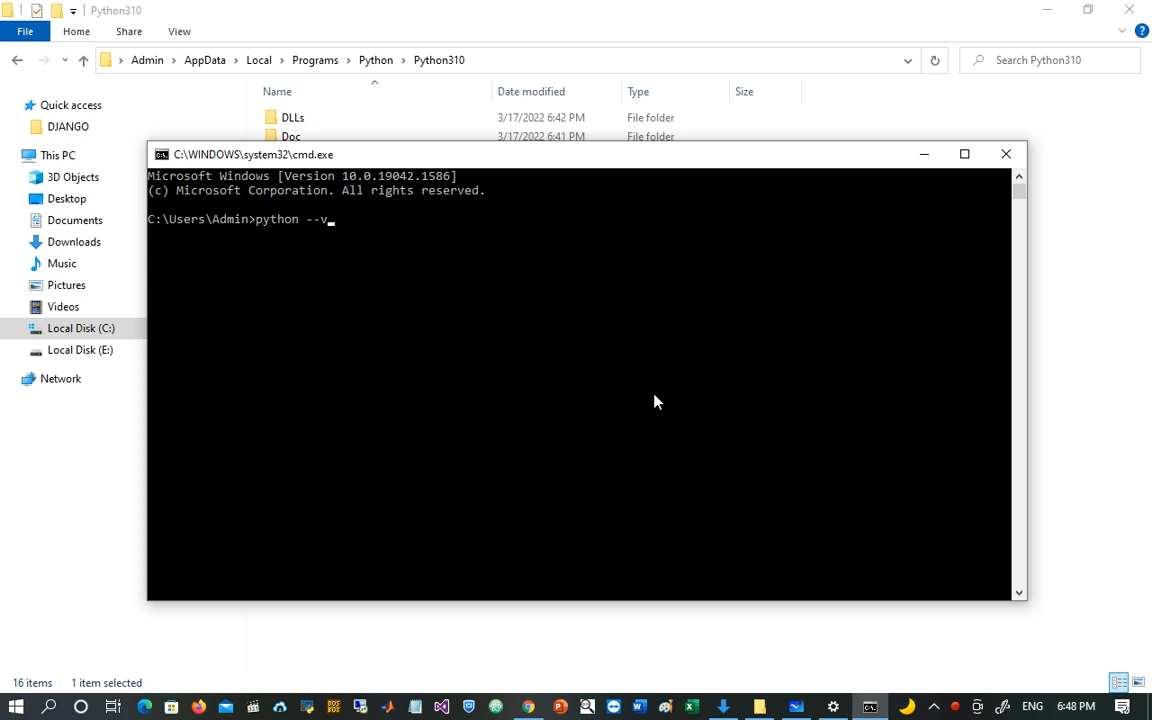 Python310
File Home Share View
Admin > AppData > Local > Programs > Python > Python310
Search Python310
Quick access
DJANGO
This PC
3D Objects
Desktop
Documents
Downloads
Music
Pictures
Videos
Local Disk (C:)
Local Disk (E:)
Network
Name Date modified Type Size
DLLs 3/17/2022 6:42 PM File folder
Doc 3/17/2022 6:41 PM File folder
C:\WINDOWS\system32\cmd.exe
Microsoft Windows [Version 10.0.19042.1586]
(c) Microsoft Corporation. All rights reserved.
C:\Users\Admin>python --v_
16 items 1 item selected
ENG 6:48 PM